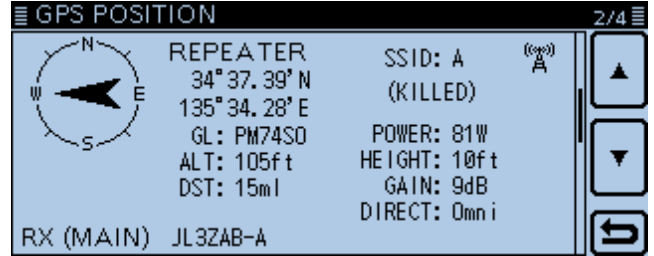 GPS POSITION 2/4
N
W E
S
REPEATER
34°37.39'N
135°34.28'E
GL: PM74SO
ALT: 105ft
DST: 15ml
SSID: A
(KILLED)
POWER: 81W
HEIGHT: 10ft
GAIN: 9dB
DIRECT: Omni
RX (MAIN) JL3ZAB-A